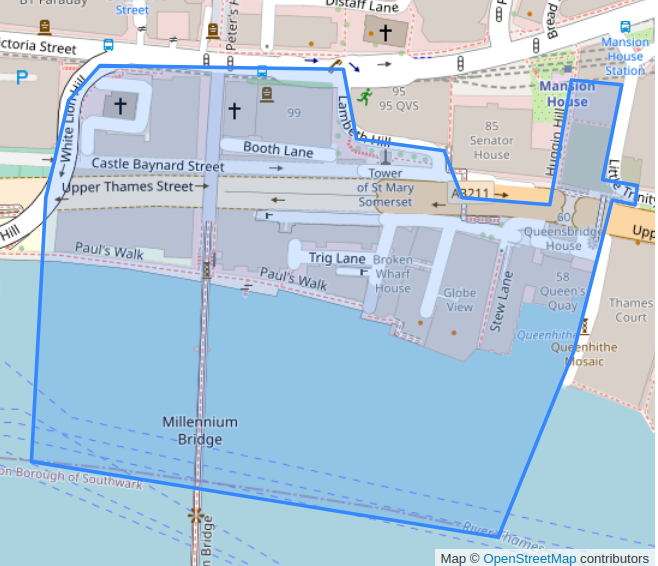 BT Faraday
Distaff Lane
Street
Victoria Street
Peter's H
Bread
Mansion
House
Station
P
White Lion Hill
99
Lambeth Hill
95
95 QVS
Mansion
House
85
Senator
House
Huggin Hill
Booth Lane
Castle Baynard Street
Tower
of St Mary
Somerset
Upper Thames Street
A3211
Little Trinity
60
Queensbridge
House
Upp
Hill
Paul's Walk
Trig Lane
Paul's Walk
Broken
Wharf
House
Globe
View
Stew Lane
58
Queen's
Quay
Thames
Court
Queenhithe
Queenhithe
Mosaic
Millennium
Bridge
on Borough of Southwark
River Thames
n Bridge
Map © OpenStreetMap contributors